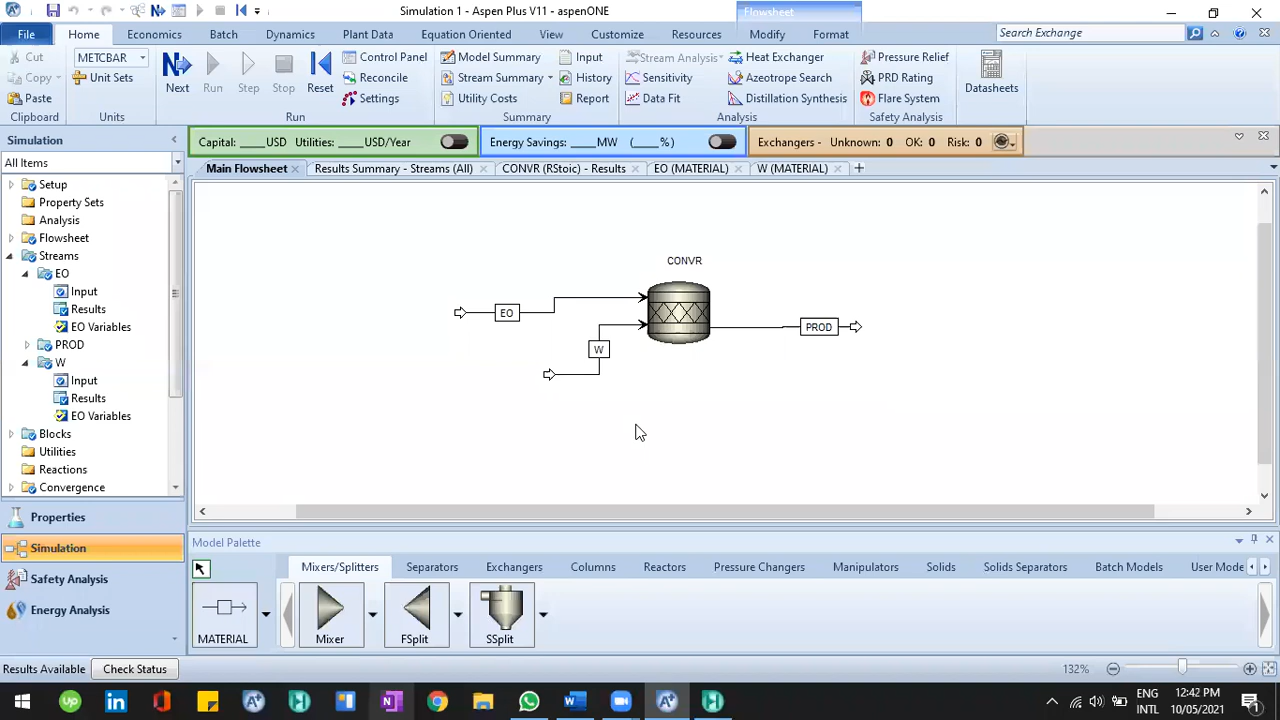 Simulation 1 - Aspen Plus V11 - aspenONE
Flowsheet
File
Home
Economics
Batch
Dynamics
Plant Data
Equation Oriented
View
Customize
Resources
Modify
Format
Search Exchange
Cut
Copy
Paste
Clipboard
METCBAR
Unit Sets
Units
Next
Run
Step
Stop
Reset
Control Panel
Reconcile
Settings
Run
Model Summary
Stream Summary
Utility Costs
Input
History
Report
Summary
Stream Analysis
Sensitivity
Data Fit
Heat Exchanger
Azeotrope Search
Distillation Synthesis
Analysis
Pressure Relief
PRD Rating
Flare System
Safety Analysis
Datasheets
Simulation
Capital: ____USD Utilities: ____USD/Year
Energy Savings: ____MW (____%)
Exchangers - Unknown: 0 OK: 0 Risk: 0
All Items
Main Flowsheet
Results Summary - Streams (All)
CONVR (RStoic) - Results
EO (MATERIAL)
W (MATERIAL)
Setup
Property Sets
Analysis
Flowsheet
Streams
EO
Input
Results
EO Variables
PROD
W
Input
Results
EO Variables
Blocks
Utilities
Reactions
Convergence
Properties
Simulation
Safety Analysis
Energy Analysis
CONVR
EO
W
PROD
Model Palette
Mixers/Splitters
Separators
Exchangers
Columns
Reactors
Pressure Changers
Manipulators
Solids
Solids Separators
Batch Models
User Mode
MATERIAL
Mixer
FSplit
SSplit
Results Available
Check Status
132%
ENG
INTL
12:42 PM
10/05/2021